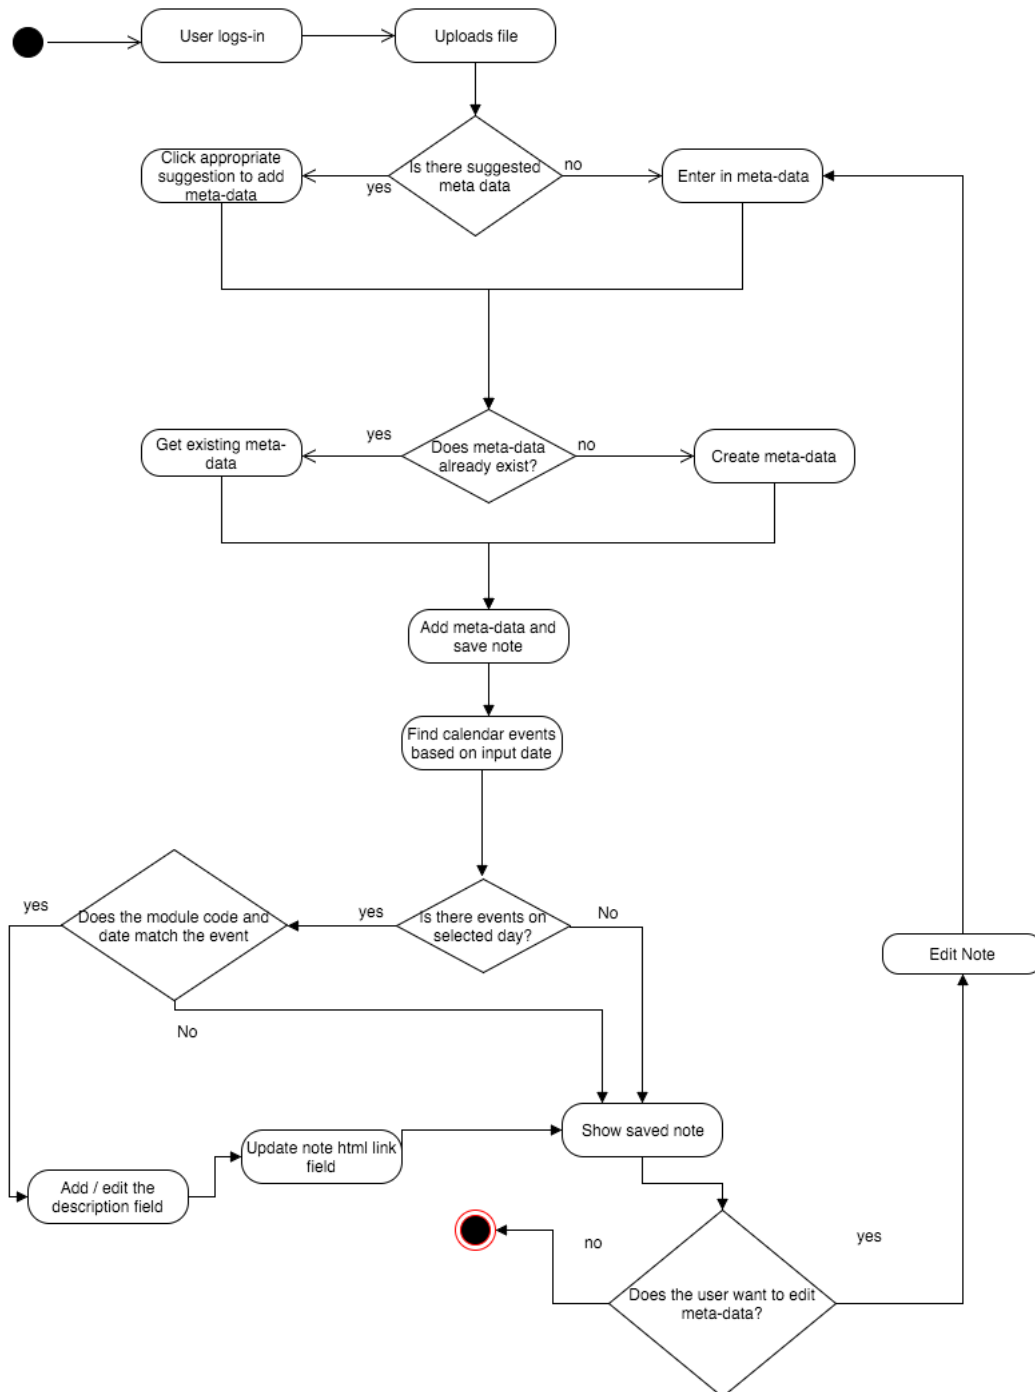 User logs-in
Uploads file
Click appropriate
suggestion to add
meta-data
yes
Is there suggested
meta data
no
Enter in meta-data
Get existing meta-
data
yes
Does meta-data
already exist?
no
Create meta-data
Add meta-data and
save note
Find calendar events
based on input date
yes
Does the module code and
date match the event
yes
Is there events on
selected day?
No
Edit Note
No
Update note html link
field
Show saved note
Add / edit the
description field
no
yes
Does the user want to edit
meta-data?